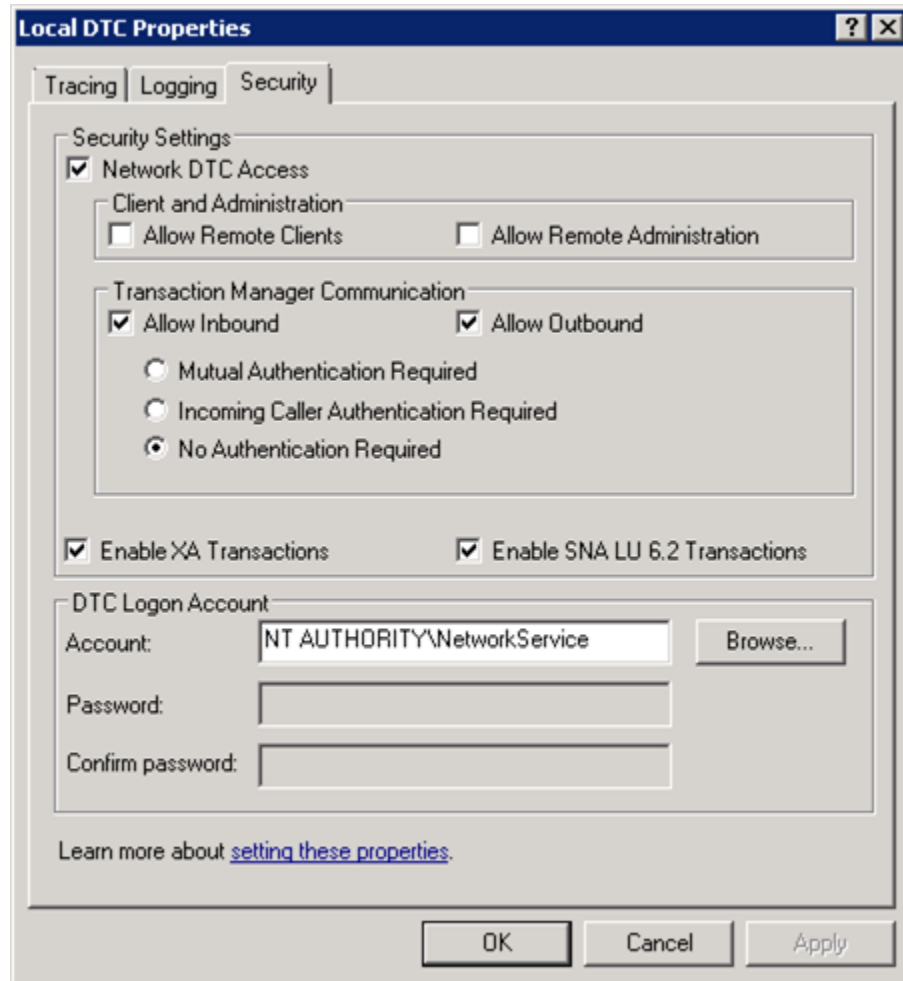 Local DTC Properties
Tracing Logging Security
Security Settings
Network DTC Access
Client and Administration
Allow Remote Clients Allow Remote Administration
Transaction Manager Communication
Allow Inbound Allow Outbound
Mutual Authentication Required
Incoming Caller Authentication Required
No Authentication Required
Enable XA Transactions Enable SNA LU 6.2 Transactions
DTC Logon Account
Account: NT AUTHORITY\NetworkService Browse...
Password:
Confirm password:
Learn more about setting these properties.
OK Cancel Apply